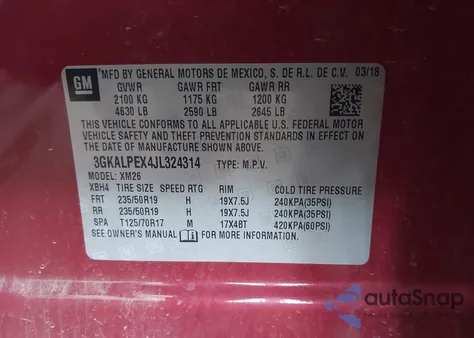 GM
MFD BY GENERAL MOTORS DE MEXICO, S. DE R.L. DE C.V. 03/18
GVWR GAWR FRT GAWR RR
2100 KG 1175 KG 1200 KG
4630 LB 2590 LB 2645 LB
THIS VEHICLE CONFORMS TO ALL APPLICABLE U.S. FEDERAL MOTOR
VEHICLE SAFETY AND THEFT PREVENTION STANDARDS IN EFFECT
ON THE DATE OF MANUFACTURE SHOWN ABOVE.
3GKALPEX4JL324314 TYPE: M.P.V.
MODEL: XM26
XBH4 TIRE SIZE SPEED RTG RIM COLD TIRE PRESSURE
FRT 235/50R19 H 19X7.5J 240KPA(35PSI)
RR 235/50R19 H 19X7.5J 240KPA(35PSI)
SPA T125/70R17 M 17X4BT 420KPA(60PSI)
SEE OWNER'S MANUAL FOR MORE INFORMATION.
autoSnap